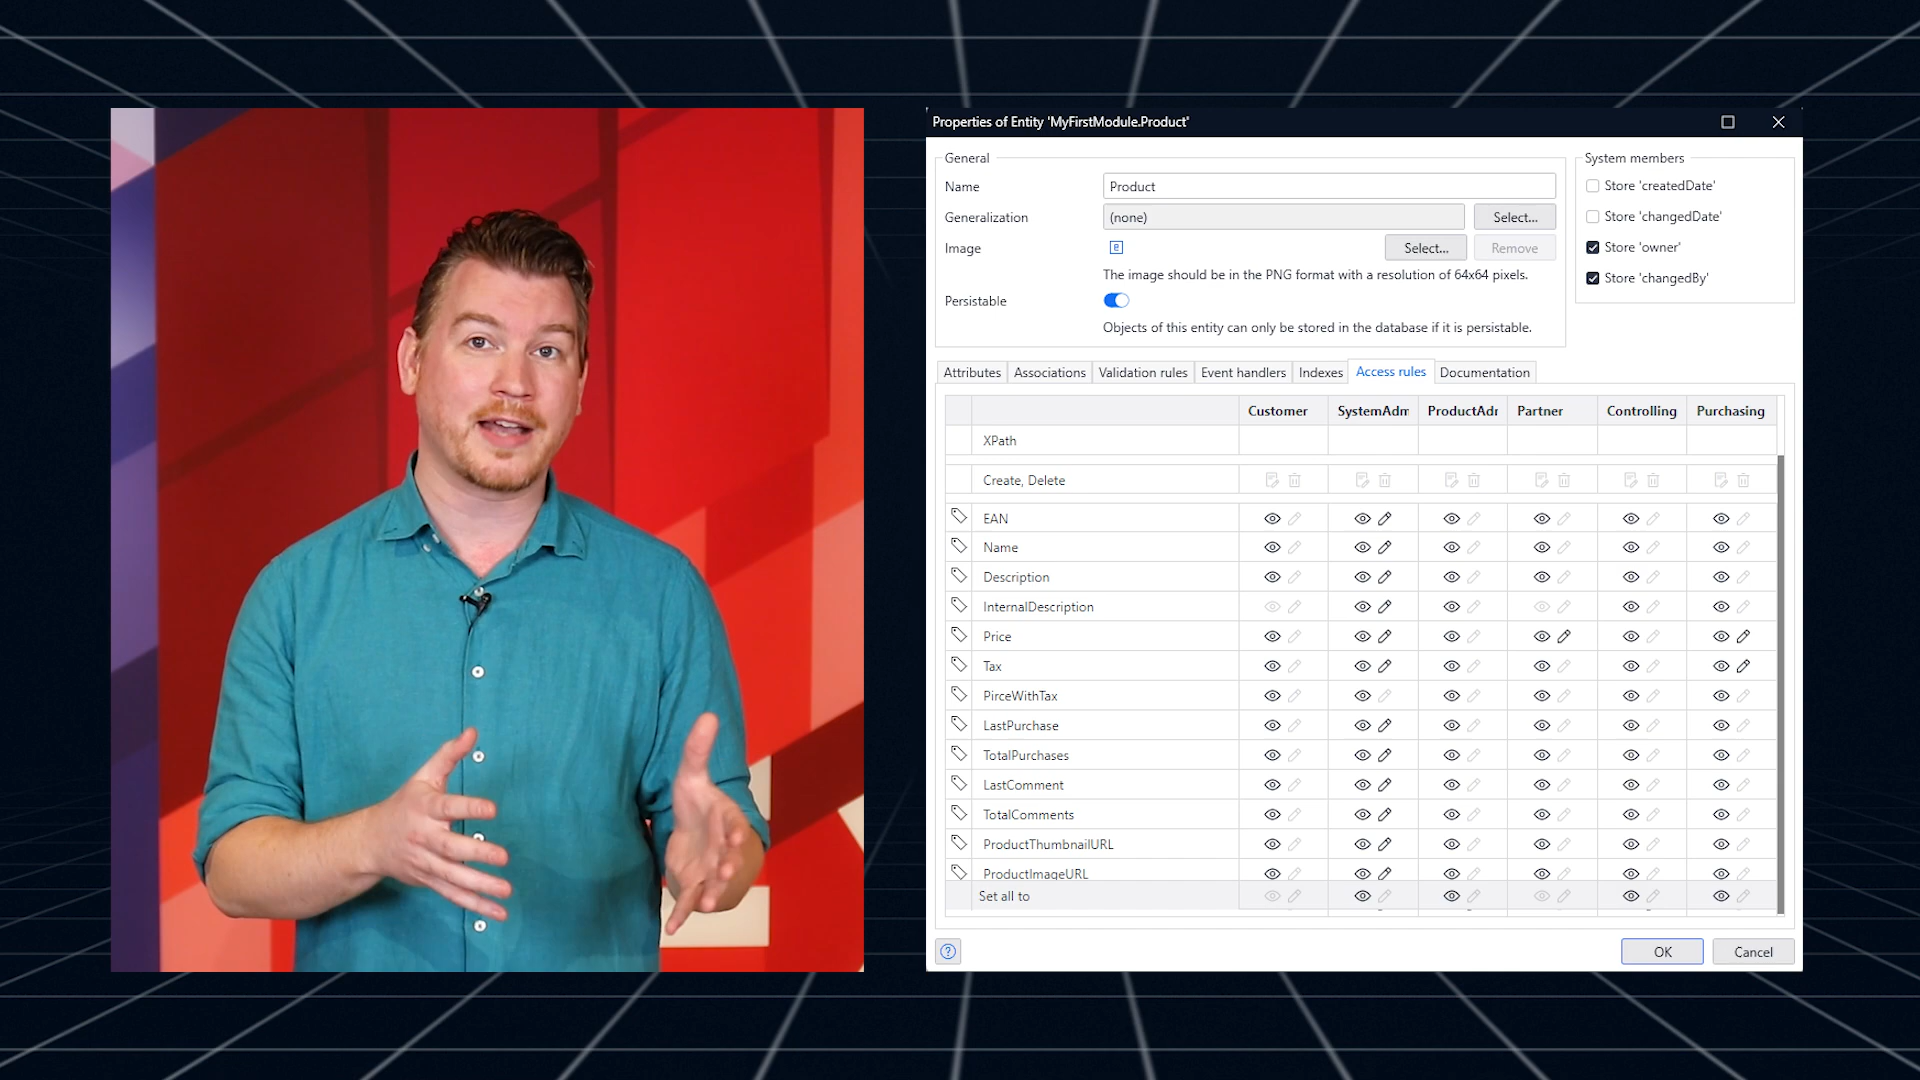 Properties of Entity 'MyFirstModule.Product'
General
Name
Product
Generalization
(none)
Select...
Image
Select...
Remove
The image should be in the PNG format with a resolution of 64x64 pixels.
Persistable
Objects of this entity can only be stored in the database if it is persistable.
System members
Store 'createdDate'
Store 'changedDate'
Store 'owner'
Store 'changedBy'
Attributes
Associations
Validation rules
Event handlers
Indexes
Access rules
Documentation
Customer
SystemAdm
ProductAdr
Partner
Controlling
Purchasing
XPath
Create, Delete
EAN
Name
Description
InternalDescription
Price
Tax
PirceWithTax
LastPurchase
TotalPurchases
LastComment
TotalComments
ProductThumbnailURL
ProductImageURL
Set all to
OK
Cancel